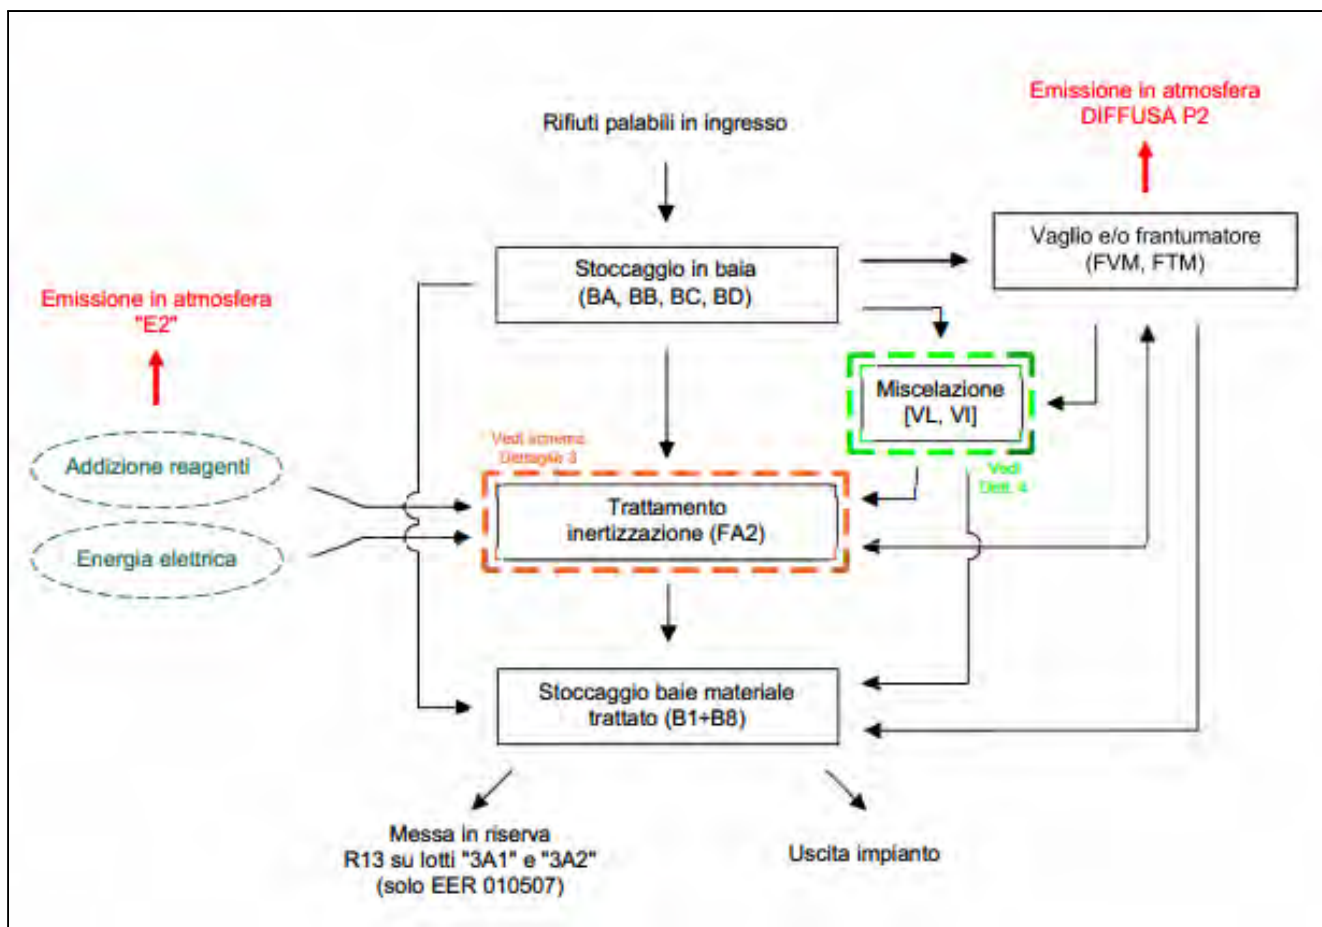 Emissione in atmosfera
DIFFUSA P2
Rifiuti palabili in ingresso
Vaglio e/o frantumatore
(FVM, FTM)
Stoccaggio in baia
(BA, BB, BC, BD)
Emissione in atmosfera
"E2"
Miscelazione
[VL, VI]
Vedi schema
Dettaglio 3
Addizione reagenti
Vedi
Dett. 4
Trattamento
inertizzazione (FA2)
Energia elettrica
Stoccaggio baie materiale
trattato (B1+B8)
Messa in riserva
R13 su lotti "3A1" e "3A2"
(solo EER 010507)
Uscita impianto